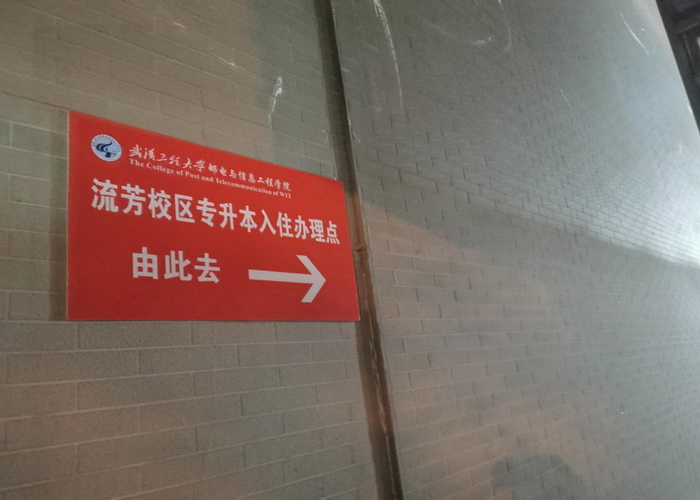 武汉工程大学邮电与信息工程学院
The College of Post and Telecommunication of WIT
流芳校区专升本入住办理点
由此去